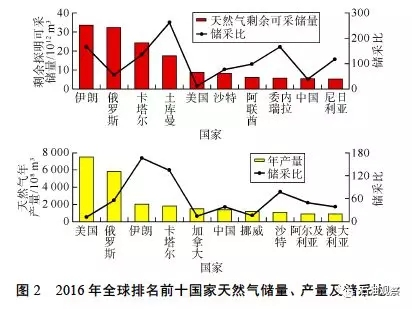 剩余探明可采
储量/10¹² m³
40
30
20
10
0
天然气剩余可采储量
储采比
300
200
100
0
储采比
伊朗 俄罗斯 卡塔尔 土库曼 美国 沙特 阿联酋 委内瑞拉 中国 尼日利亚
国家
天然气年
产量/10⁸ m³
8 000
6 000
4 000
2 000
0
年产量
储采比
180
120
60
0
储采比
美国 俄罗斯 伊朗 卡塔尔 加拿大 中国 挪威 沙特 阿尔及利亚 澳大利亚
国家
图 2 2016 年全球排名前十国家天然气储量、产量及储采比